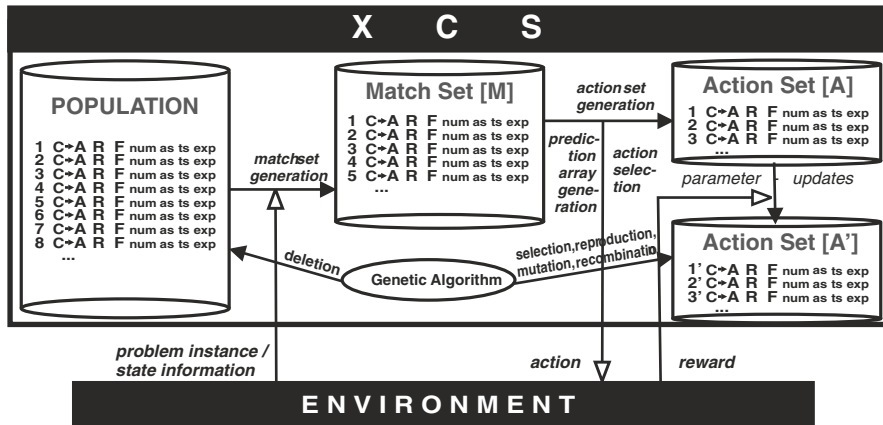 X C S
POPULATION
1 C→A R F num as ts exp
2 C→A R F num as ts exp
3 C→A R F num as ts exp
4 C→A R F num as ts exp
5 C→A R F num as ts exp
6 C→A R F num as ts exp
7 C→A R F num as ts exp
8 C→A R F num as ts exp
...
matchset
generation
Match Set [M]
1 C→A R F num as ts exp
2 C→A R F num as ts exp
3 C→A R F num as ts exp
4 C→A R F num as ts exp
5 C→A R F num as ts exp
...
action set
generation
predic-
tion
array
gene-
ration
action
selec-
tion
Action Set [A]
1 C→A R F num as ts exp
2 C→A R F num as ts exp
3 C→A R F num as ts exp
...
parameter - updates
Action Set [A']
1' C→A R F num as ts exp
2' C→A R F num as ts exp
3' C→A R F num as ts exp
...
deletion
Genetic Algorithm
selection, reproduction,
mutation, recombination
problem instance /
state information
action
reward
ENVIRONMENT